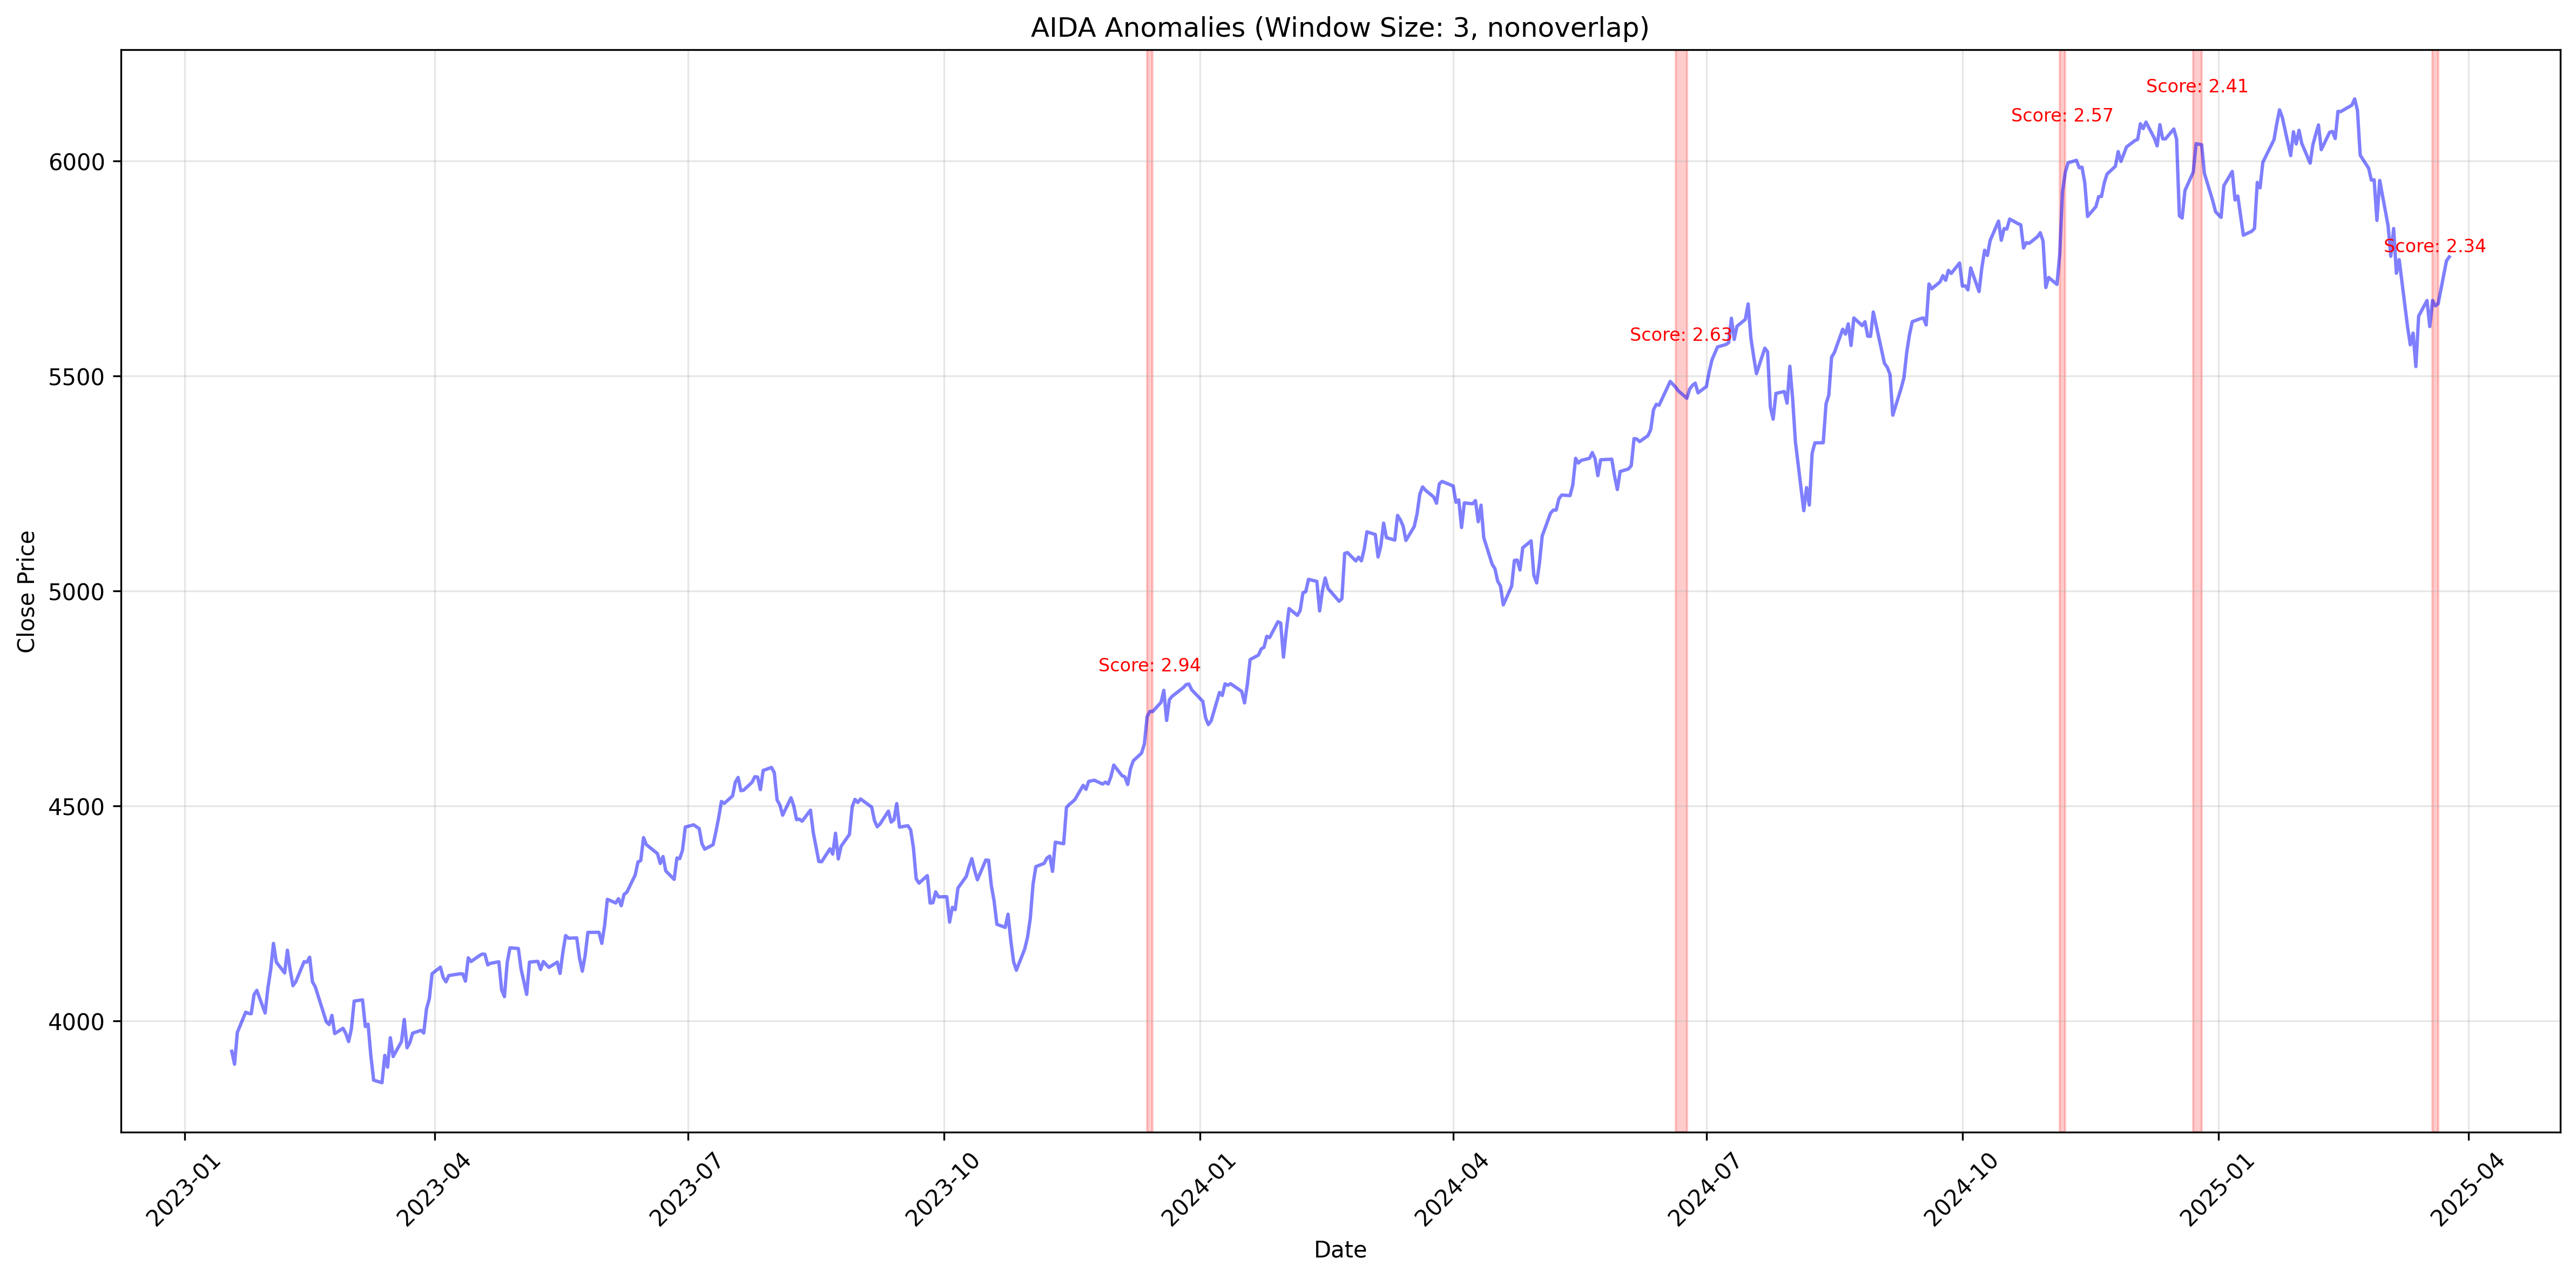 AIDA Anomalies (Window Size: 3, nonoverlap)
Score: 2.41
Score: 2.57
Score: 2.34
Score: 2.63
Score: 2.94
Close Price
6000
5500
5000
4500
4000
2023-01
2023-04
2023-07
2023-10
2024-01
2024-04
2024-07
2024-10
2025-01
2025-04
Date